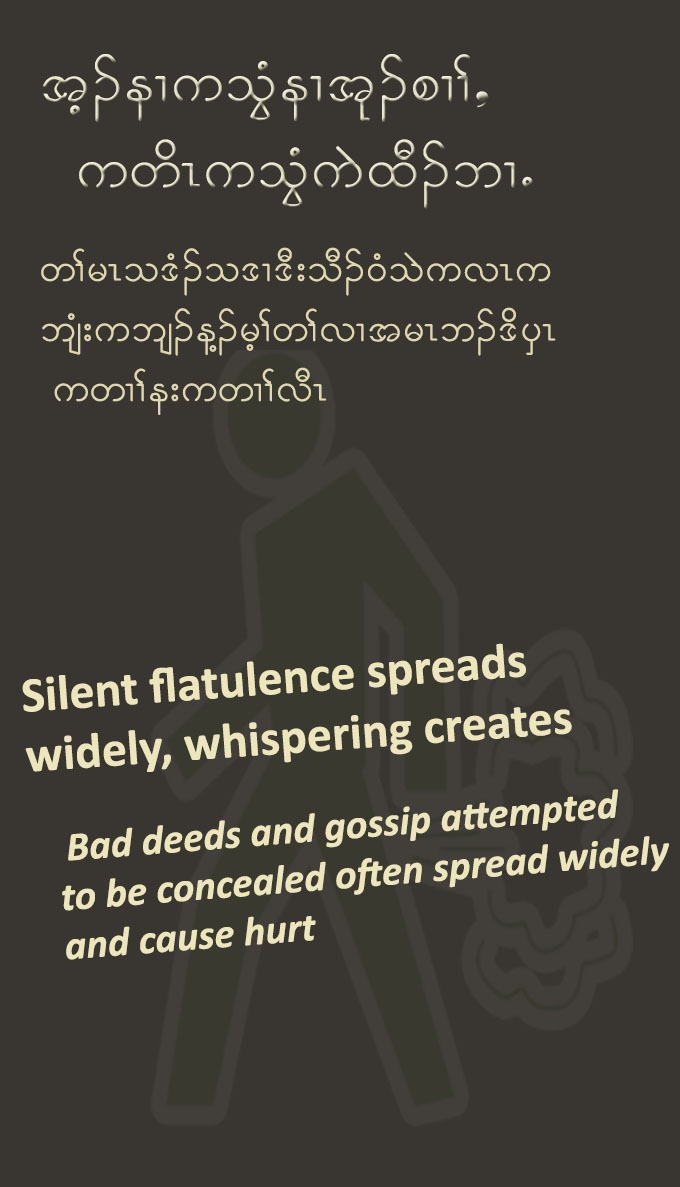 အ့ၣ်နၢကသွံနၢအုၣ်စၢၢ်,
ကတိၤကသွံကဲထီၣ်ဘၢ.
တၢ်မၤသဒံၣ်သဒၢဒီးသီၣ်ဝံသဲကလၤက
ဘျံးကဘျၣ်န့ၣ်မ့ၢ်တၢ်လၢအမၤဘၣ်ဒိပှၤ
ကတၢၢ်နးကတၢၢ်လီၤ
Silent flatulence spreads
widely, whispering creates
Bad deeds and gossip attempted
to be concealed often spread widely
and cause hurt